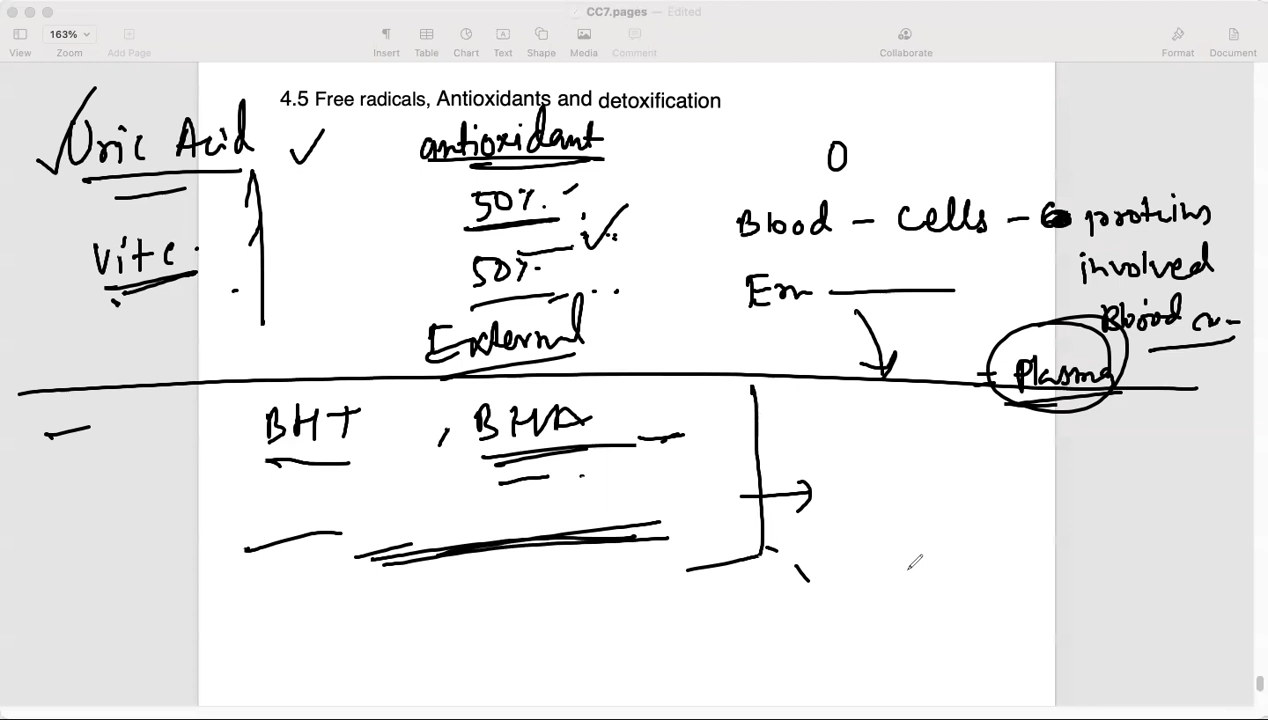 CC7.pages — Edited
163%
View Zoom Add Page Insert Table Chart Text Shape Media Comment Collaborate Format Document
4.5 Free radicals, Antioxidants and detoxification
Uric Acid
antioxidant
O
50%
Blood - cells - proteins
Vit c
involved
50%
Blood
External
Plasma
BHT , BHA